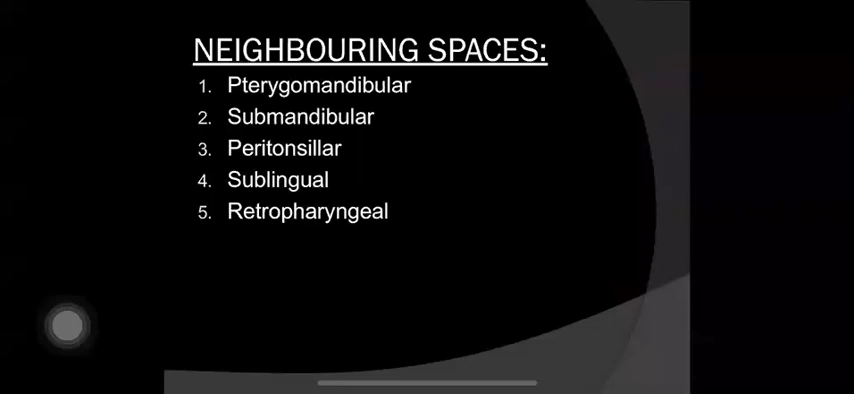 NEIGHBOURING SPACES:
1. Pterygomandibular
2. Submandibular
3. Peritonsillar
4. Sublingual
5. Retropharyngeal